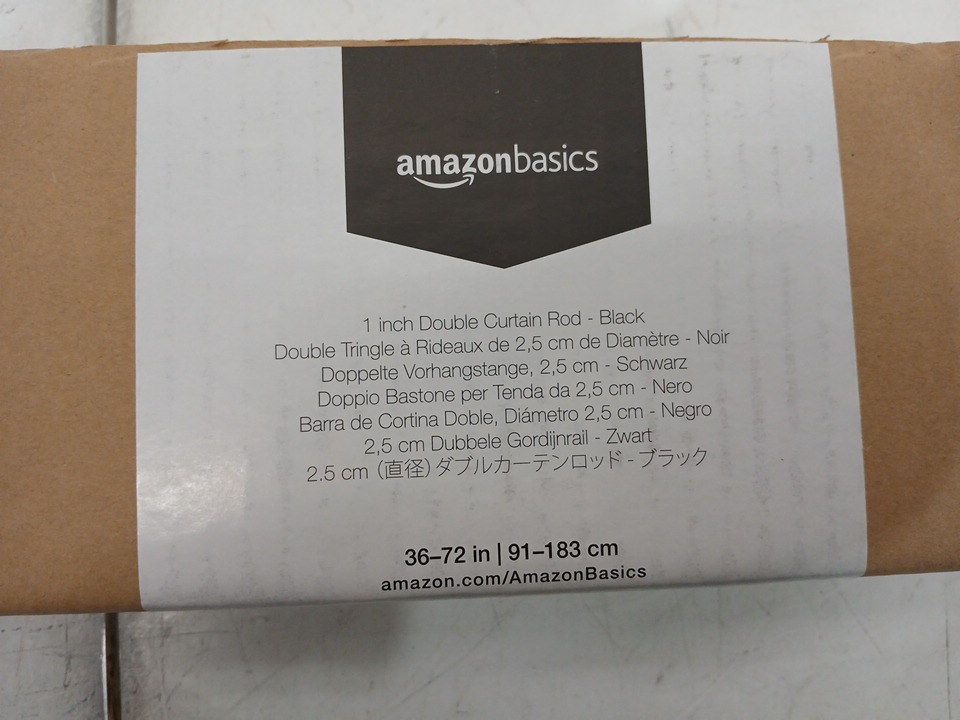 amazonbasics
1 inch Double Curtain Rod - Black
Double Tringle à Rideaux de 2,5 cm de Diamètre - Noir
Doppelte Vorhangstange, 2,5 cm - Schwarz
Doppio Bastone per Tenda da 2,5 cm - Nero
Barra de Cortina Doble, Diámetro 2,5 cm - Negro
2,5 cm Dubbele Gordijnrail - Zwart
2.5 cm (直径) ダブルカーテンロッド - ブラック
36–72 in | 91–183 cm
amazon.com/AmazonBasics